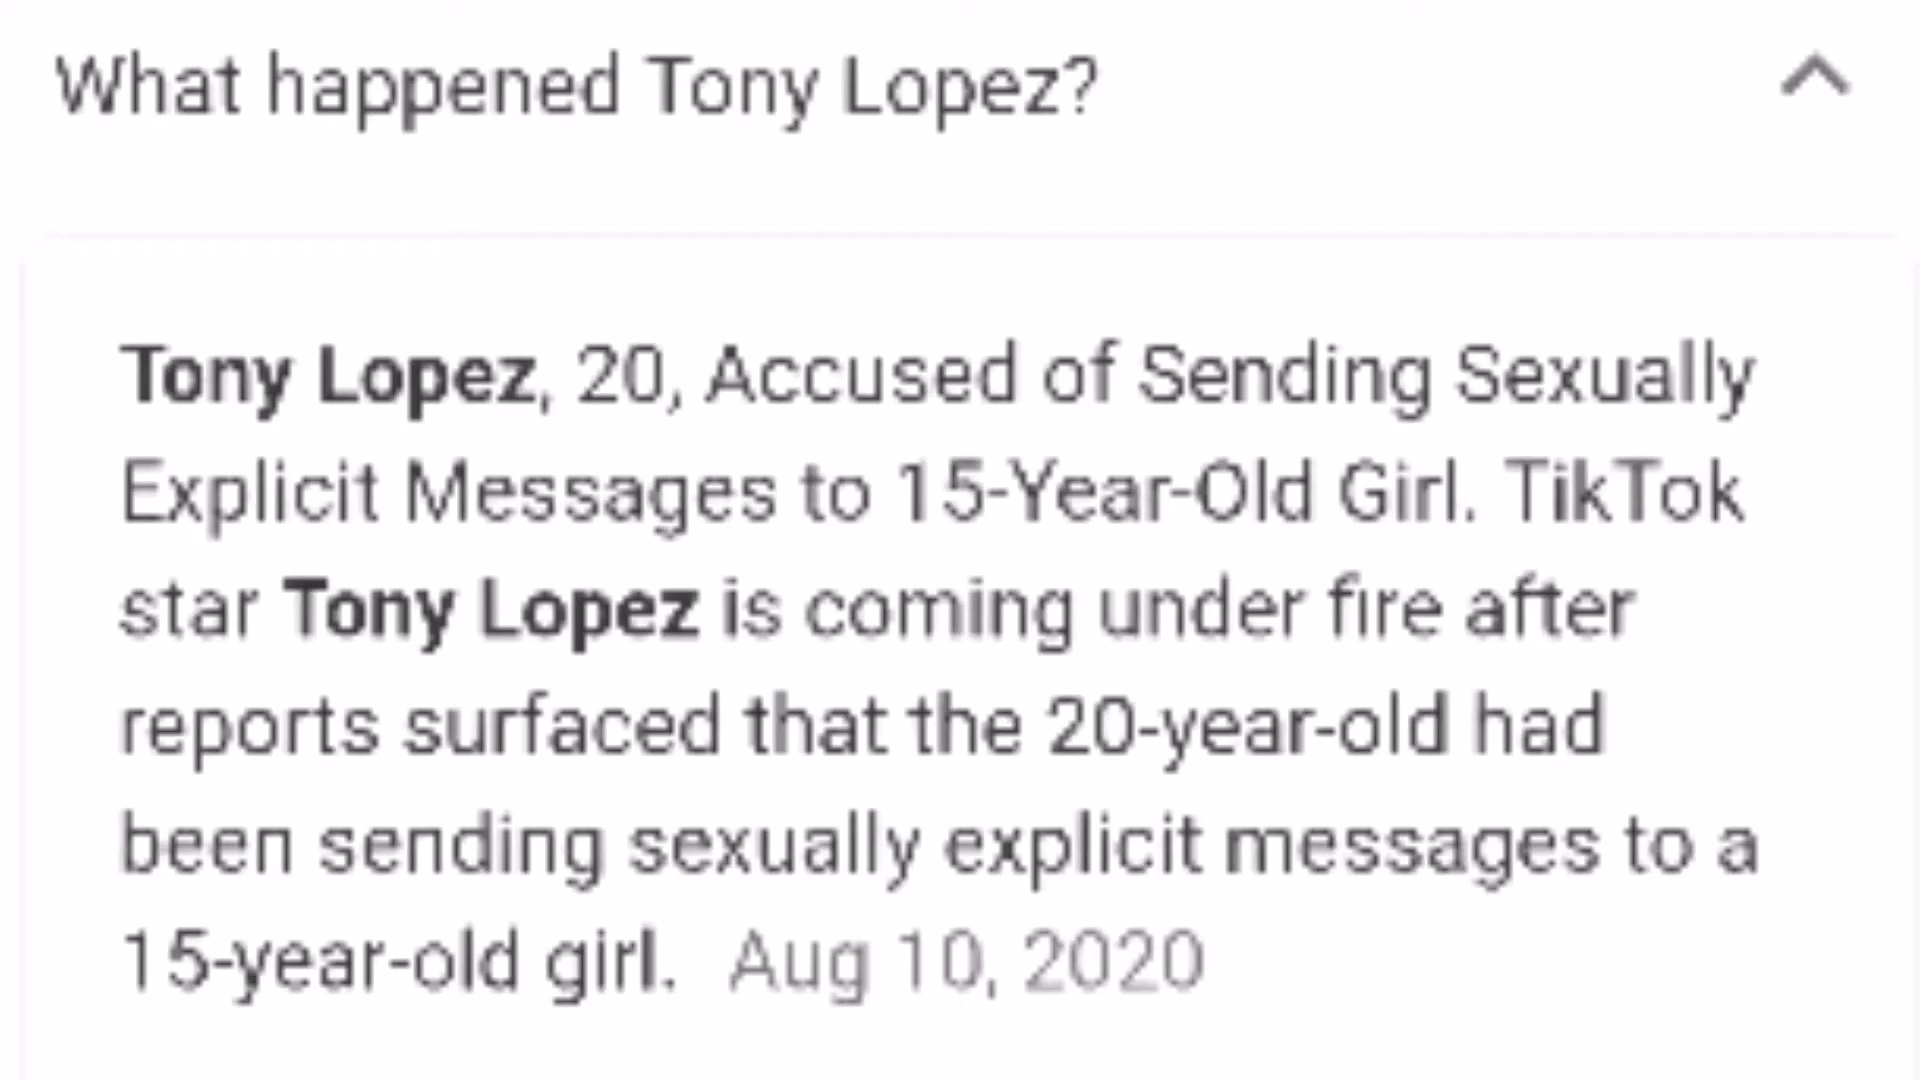 What happened Tony Lopez?
Tony Lopez, 20, Accused of Sending Sexually
Explicit Messages to 15-Year-Old Girl. TikTok
star Tony Lopez is coming under fire after
reports surfaced that the 20-year-old had
been sending sexually explicit messages to a
15-year-old girl. Aug 10, 2020